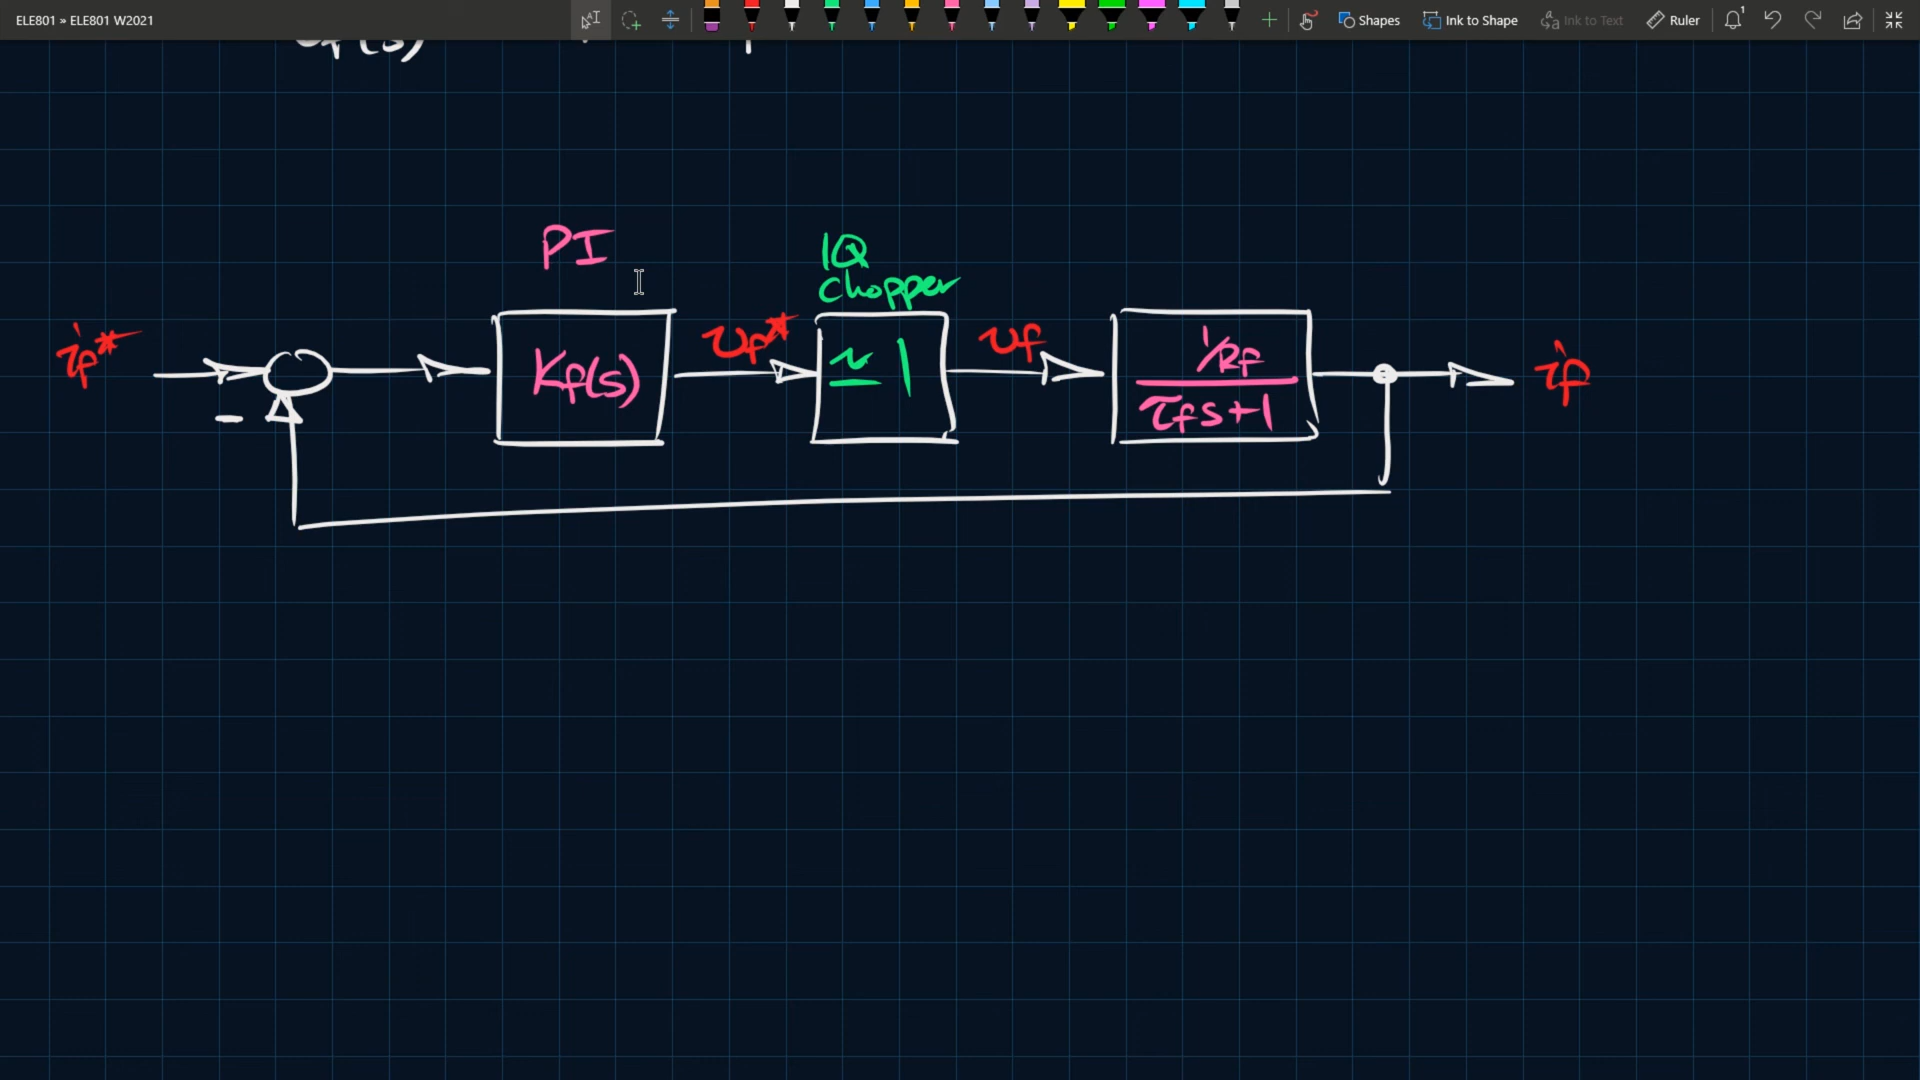 ELE801 » ELE801 W2021
Shapes
Ink to Shape
Ink to Text
Ruler
1
(s)
PI
1Q
chopper
if*
Kf(s)
vf*
≃ 1
vf
1/Rf
τfs+1
if
-